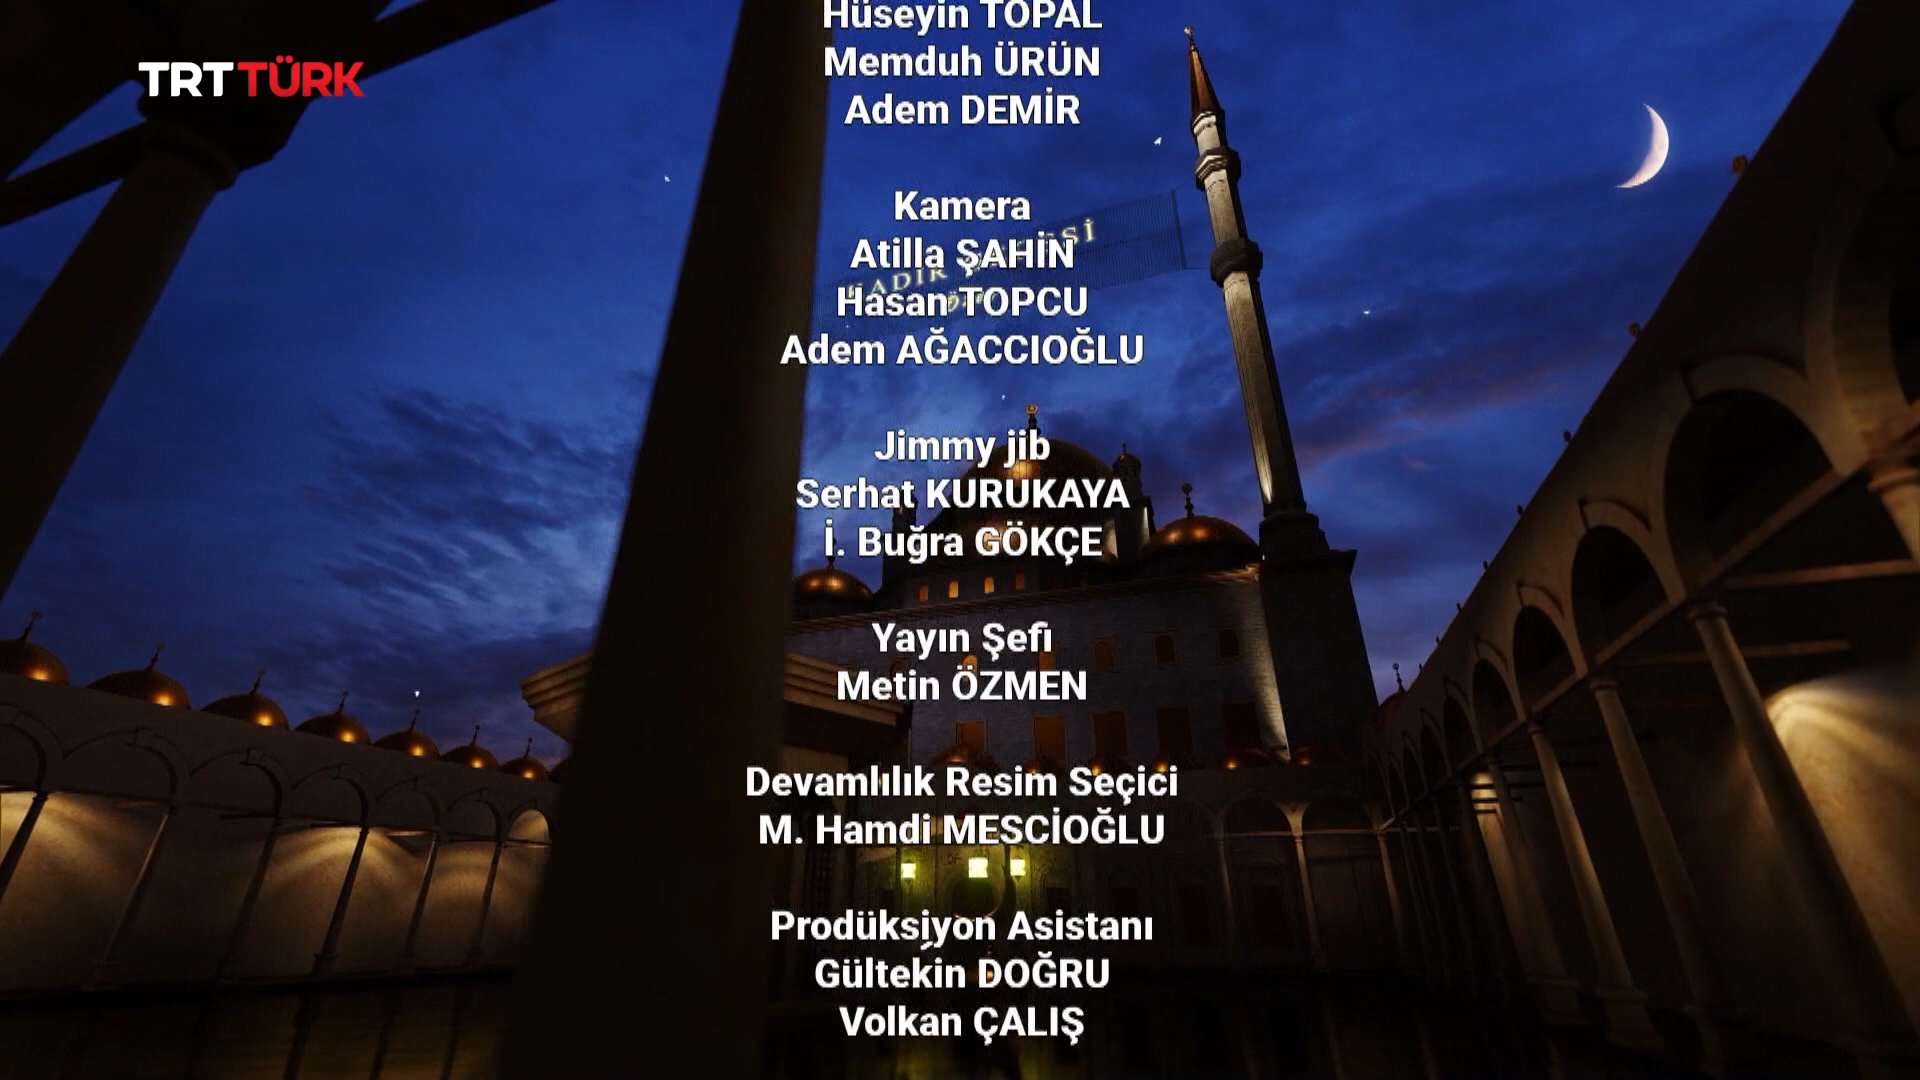 TRT TÜRK
Hüseyin TOPAL
Memduh ÜRÜN
Adem DEMİR
Kamera
Atilla ŞAHİN
Hasan TOPCU
Adem AĞACCIOĞLU
Jimmy jib
Serhat KURUKAYA
İ. Buğra GÖKÇE
Yayın Şefi
Metin ÖZMEN
Devamlılık Resim Seçici
M. Hamdi MESCİOĞLU
Prodüksiyon Asistanı
Gültekin DOĞRU
Volkan ÇALIŞ